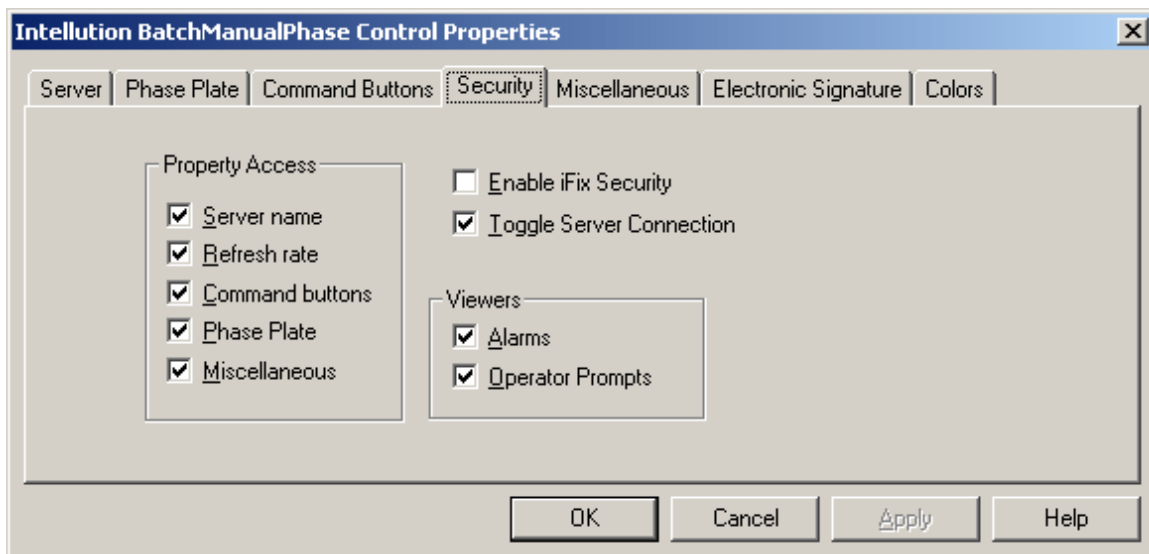 Intellution BatchManualPhase Control Properties
Server Phase Plate Command Buttons Security Miscellaneous Electronic Signature Colors
Property Access
Server name
Refresh rate
Command buttons
Phase Plate
Miscellaneous
Enable iFix Security
Toggle Server Connection
Viewers
Alarms
Operator Prompts
OK Cancel Apply Help